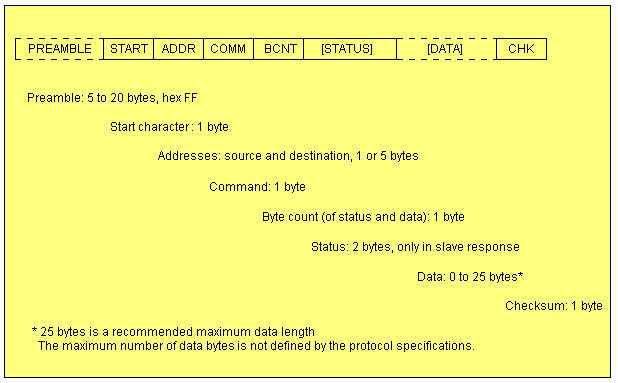 PREAMBLE START ADDR COMM BCNT [STATUS] [DATA] CHK
Preamble: 5 to 20 bytes, hex FF
Start character: 1 byte
Addresses: source and destination, 1 or 5 bytes
Command: 1 byte
Byte count (of status and data): 1 byte
Status: 2 bytes, only in slave response
Data: 0 to 25 bytes*
Checksum: 1 byte
* 25 bytes is a recommended maximum data length
The maximum number of data bytes is not defined by the protocol specifications.